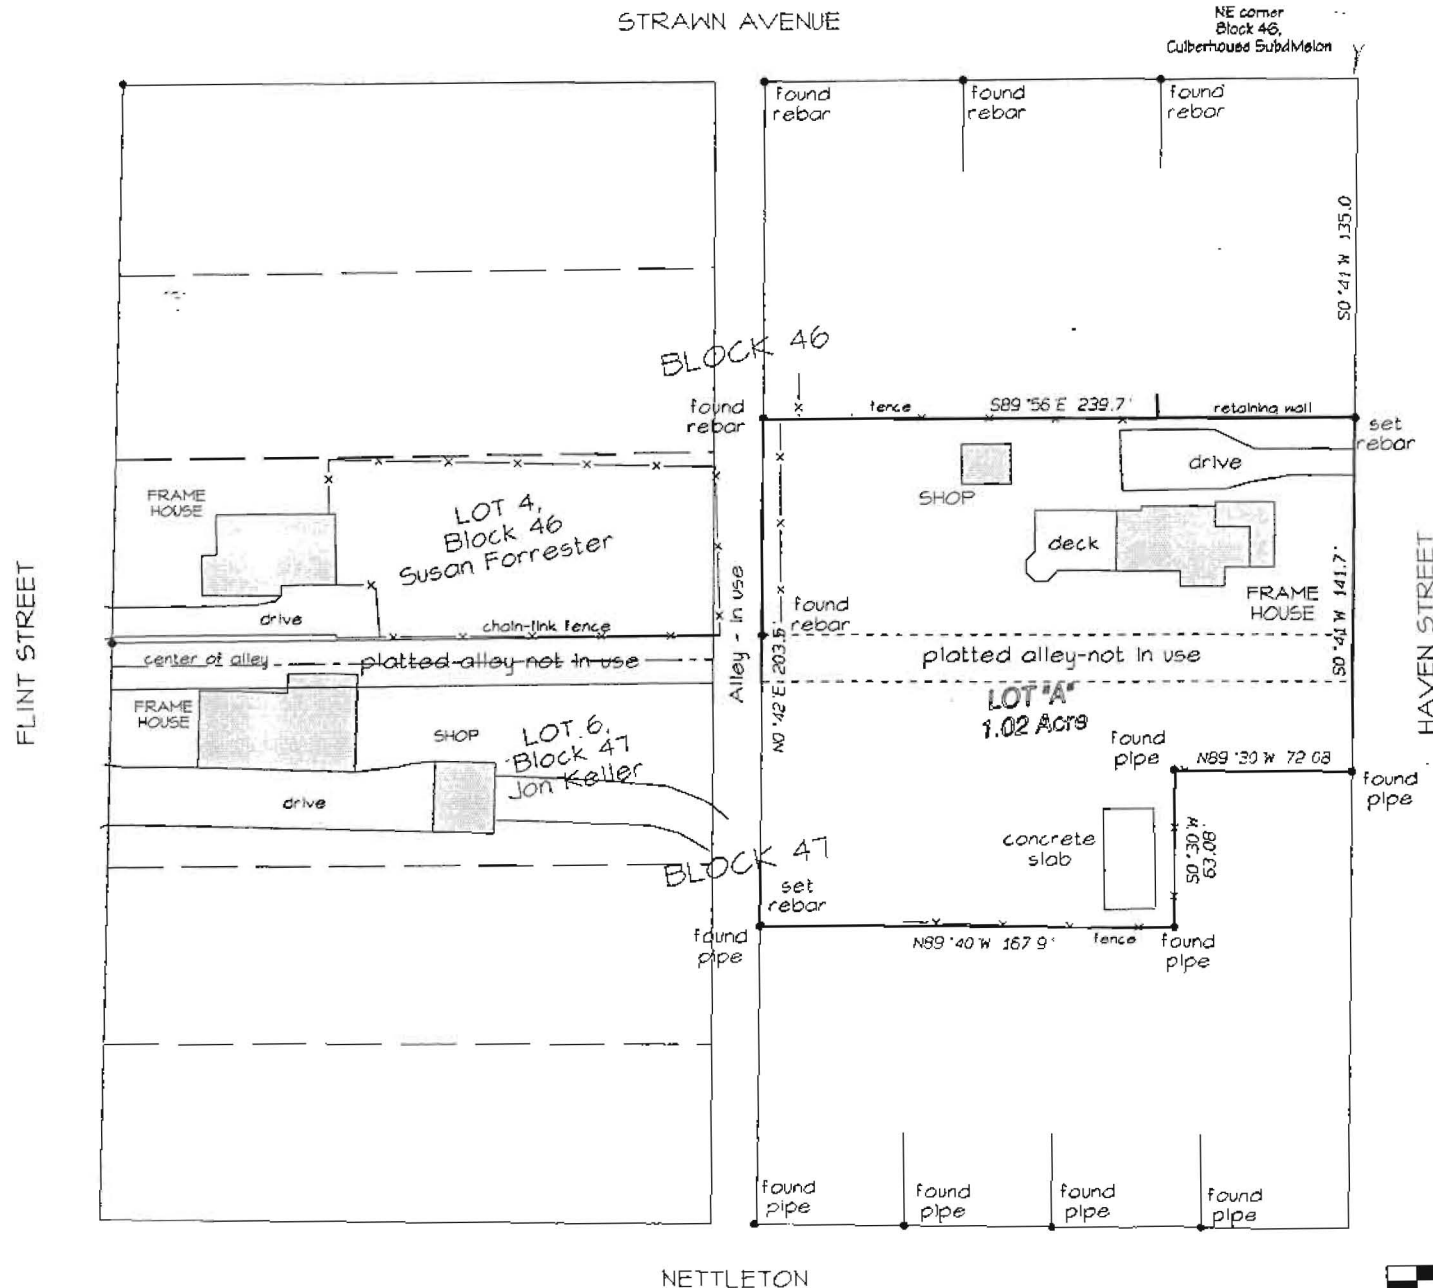 STRAWN AVENUE
NE corner
Block 46,
Culberhouse SubdMsion
found
rebar
found
rebar
found
rebar
S0°41'W 135.0
BLOCK 46
found
rebar
fence
S89°56'E 239.7'
retaining wall
set
rebar
drive
SHOP
FRAME
HOUSE
LOT 4,
Block 46
Susan Forrester
deck
FRAME
HOUSE
S0°41'W 141.7'
FLINT STREET
HAVEN STREET
Alley - In use
found
rebar
drive
chain-link fence
center of alley
platted-alley-not in-use
platted alley-not in use
N0°42'E 203.5'
LOT "A"
1.02 Acre
FRAME
HOUSE
SHOP
LOT 6,
Block 47
Jon Keller
drive
found
pipe
N89°30'W 72.08
found
pipe
concrete
slab
S0°30'W
63.08'
BLOCK 47
set
rebar
found
pipe
N89°40'W 167.9'
fence
found
pipe
found
pipe
found
pipe
found
pipe
found
pipe
NETTLETON